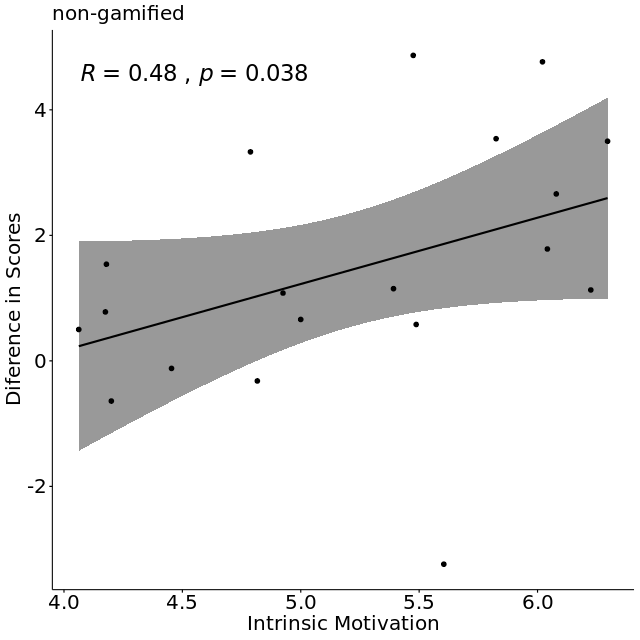 non-gamified
R = 0.48 , p = 0.038
Diference in Scores
4
2
0
-2
4.0 4.5 5.0 5.5 6.0
Intrinsic Motivation